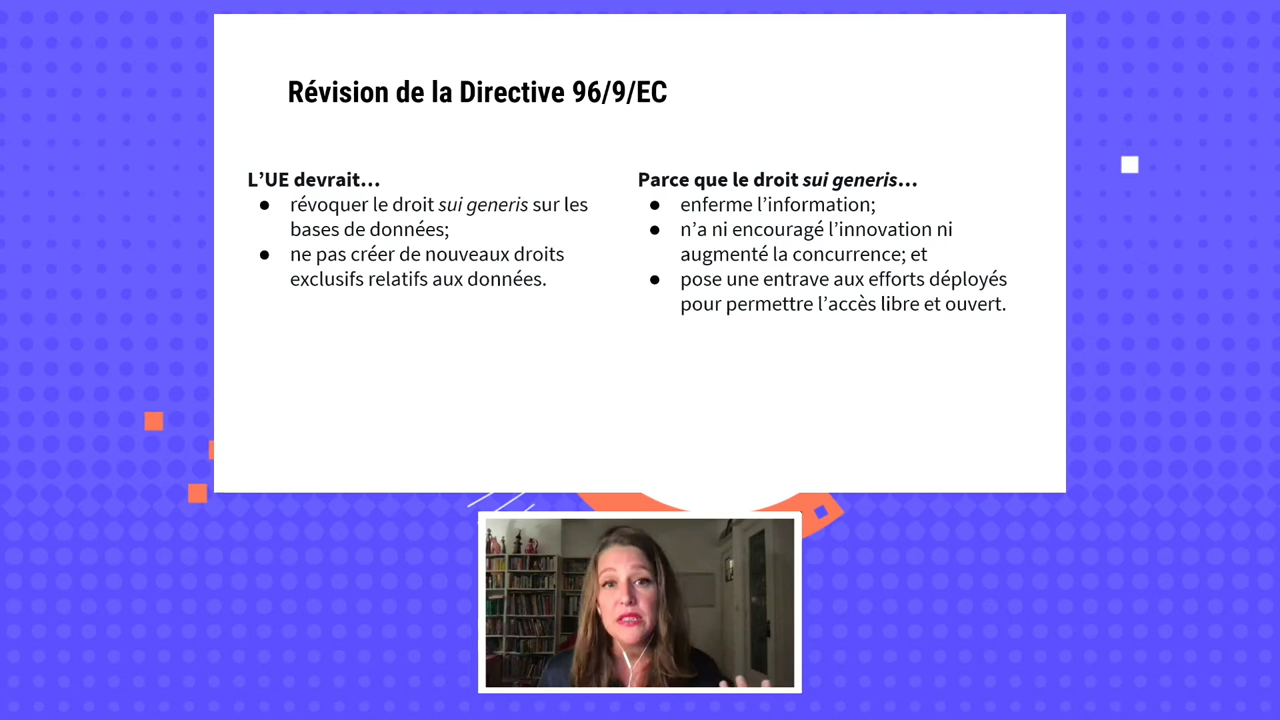 Révision de la Directive 96/9/EC
L’UE devrait…
● révoquer le droit sui generis sur les
bases de données;
● ne pas créer de nouveaux droits
exclusifs relatifs aux données.
Parce que le droit sui generis…
● enferme l’information;
● n’a ni encouragé l’innovation ni
augmenté la concurrence; et
● pose une entrave aux efforts déployés
pour permettre l’accès libre et ouvert.